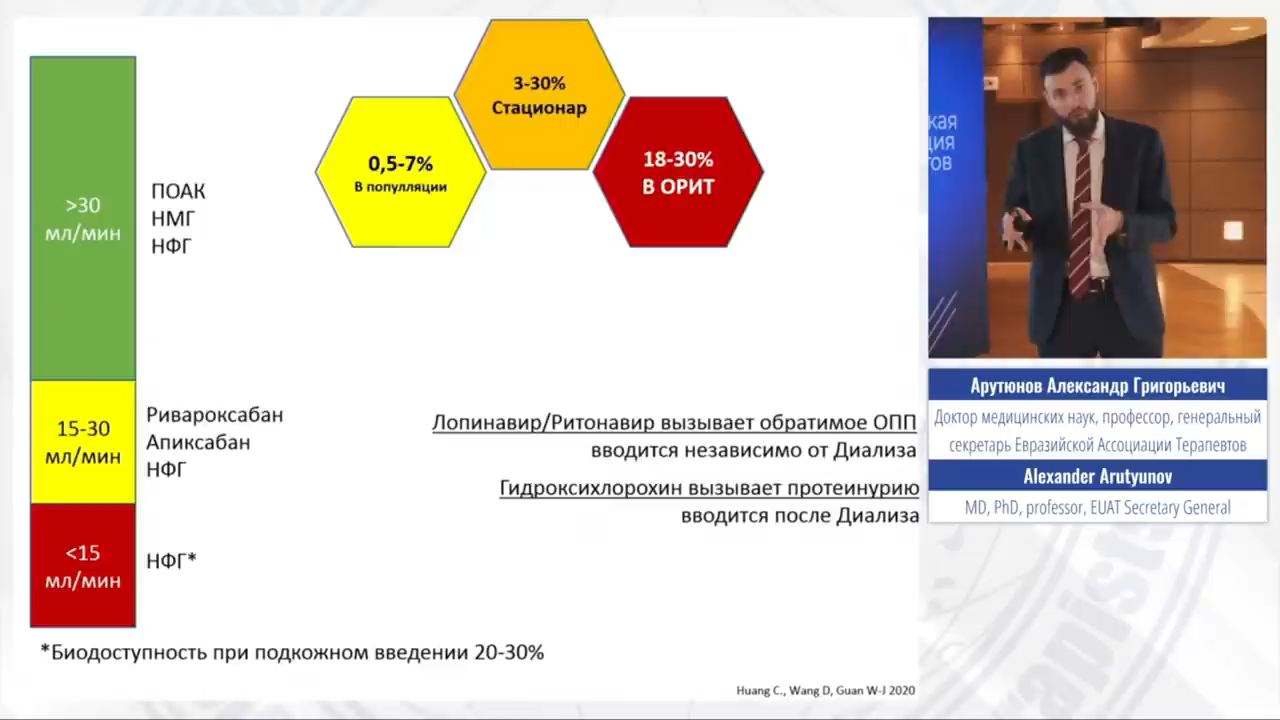 3-30%
Стационар
0,5-7%
В популляции
18-30%
В ОРИТ
>30
мл/мин
ПОАК
НМГ
НФГ
15-30
мл/мин
Ривароксабан
Апиксабан
НФГ
<15
мл/мин
НФГ*
Лопинавир/Ритонавир вызывает обратимое ОПП
вводится независимо от Диализа
Гидроксихлорохин вызывает протеинурию
вводится после Диализа
*Биодоступность при подкожном введении 20-30%
Huang C., Wang D, Guan W-J 2020
Арутюнов Александр Григорьевич
Доктор медицинских наук, профессор, генеральный
секретарь Евразийской Ассоциации Терапевтов
Alexander Arutyunov
MD, PhD, professor, EUAT Secretary General